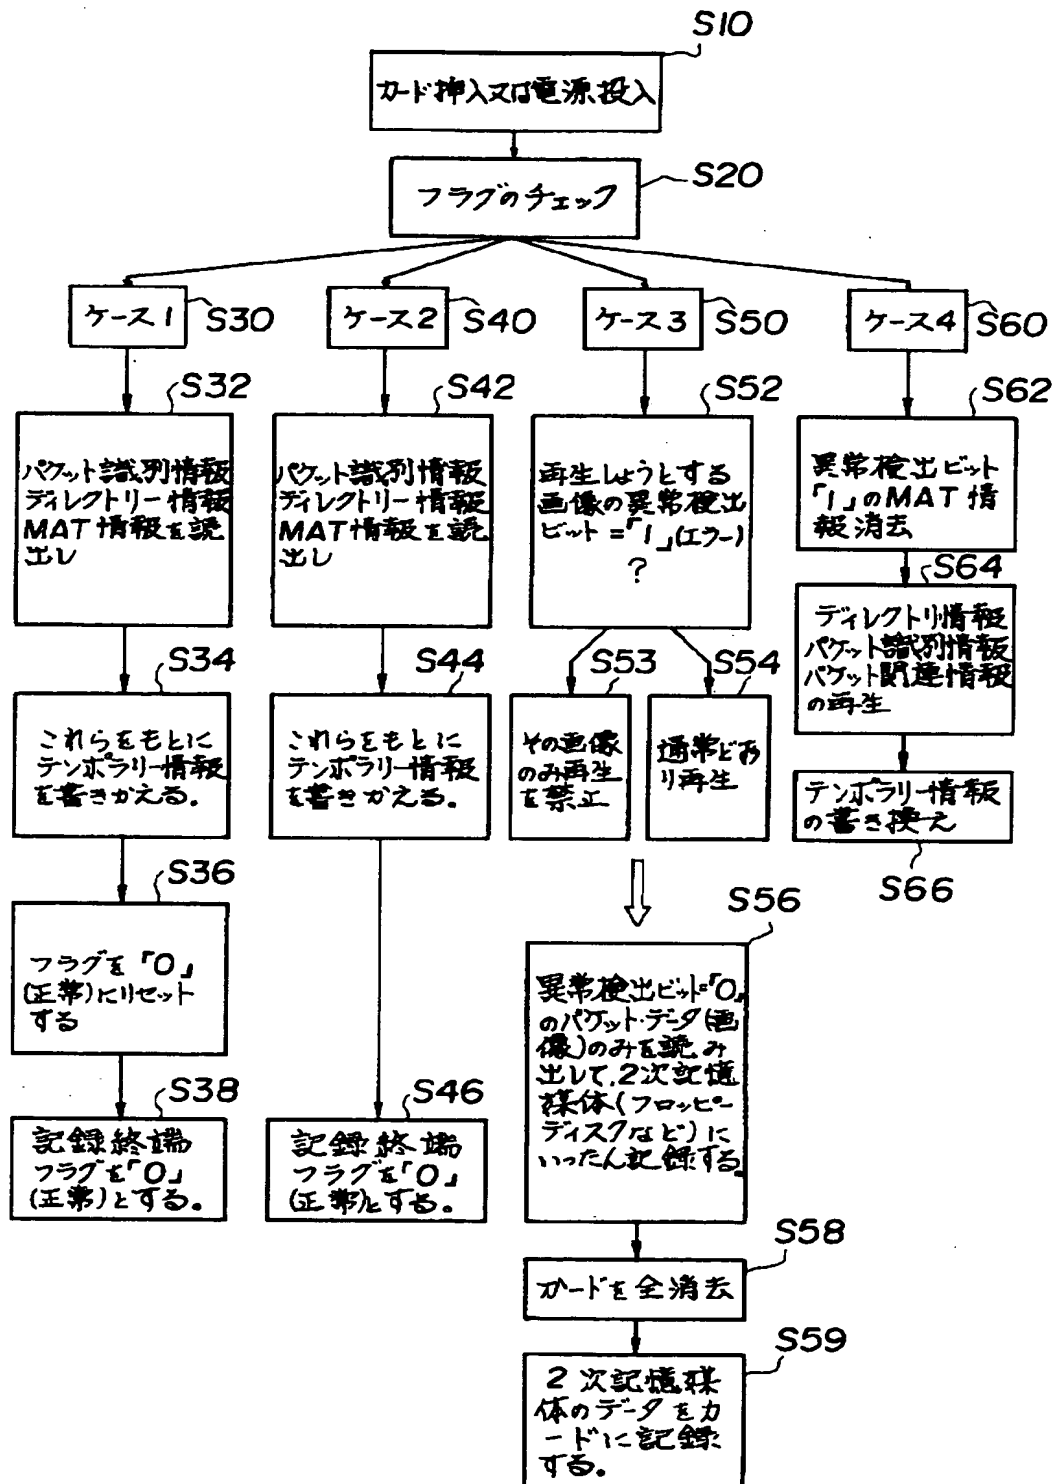 S10
カード挿入又は電源投入
S20
フラグのチェック
ケース1
S30
ケース2
S40
ケース3
S50
ケース4
S60
S32
パケット識別情報
ディレクトリー情報
MAT情報を読
出し
S42
パケット識別情報
ディレクトリー情報
MAT情報を読
出し
S52
再生しようとする
画像の異常検出
ビット=「1」(エラー)
?
S62
異常検出ビット
「1」のMAT情
報消去
S34
これらをもとに
テンポラリー情報
を書きかえる。
S44
これらをもとに
テンポラリー情報
を書きかえる。
S53
その画像
のみ再生
を禁止
S54
通常どお
り再生
S64
ディレクトリ情報
パケット識別情報
パケット関連情報
の再生
テンポラリー情報
の書き換え
S66
S36
フラグを「0」
(正常)にリセット
する
S56
異常検出ビット=「0」
のパケット・データ(画
像)のみを読み
出して、2次記憶
媒体(フロッピー
ディスクなど)に
いったん記録する
S38
記録終端
フラグを「0」
(正常)とする。
S46
記録終端
フラグを「0」
(正常)とする。
S58
カードを全消去
S59
2次記憶媒
体のデータをカ
ードに記録
する。